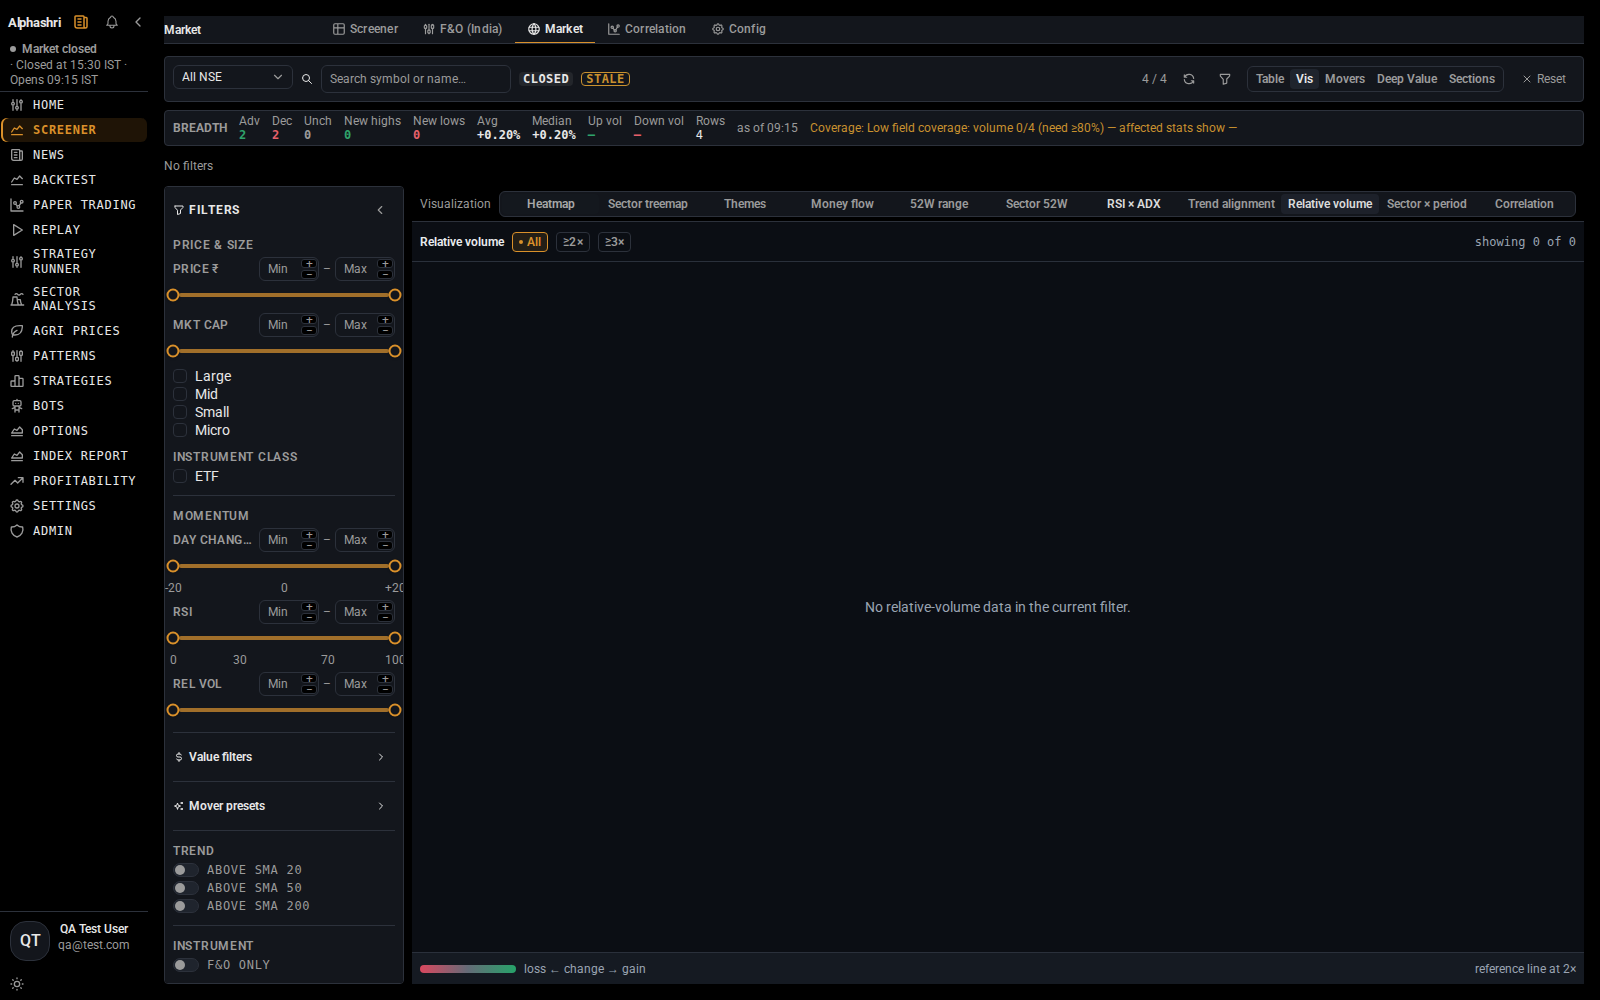 Alphashri
Market closed
· Closed at 15:30 IST ·
Opens 09:15 IST
HOME
SCREENER
NEWS
BACKTEST
PAPER TRADING
REPLAY
STRATEGY
RUNNER
SECTOR
ANALYSIS
AGRI PRICES
PATTERNS
STRATEGIES
BOTS
OPTIONS
INDEX REPORT
PROFITABILITY
SETTINGS
ADMIN
QT
QA Test User
qa@test.com
Market
Screener
F&O (India)
Market
Correlation
Config
All NSE
Search symbol or name…
CLOSED
STALE
4 / 4
Table
Vis
Movers
Deep Value
Sections
Reset
BREADTH
Adv
2
Dec
2
Unch
0
New highs
0
New lows
0
Avg
+0.20%
Median
+0.20%
Up vol
—
Down vol
—
Rows
4
as of 09:15
Coverage: Low field coverage: volume 0/4 (need ≥80%) — affected stats show —
No filters
FILTERS
PRICE & SIZE
PRICE ₹ Min + − – Max + −
MKT CAP Min + − – Max + −
Large
Mid
Small
Micro
INSTRUMENT CLASS
ETF
MOMENTUM
DAY CHANG… Min + − – Max + −
-20 0 +20
RSI Min + − – Max + −
0 30 70 100
REL VOL Min + − – Max + −
Value filters
Mover presets
TREND
ABOVE SMA 20
ABOVE SMA 50
ABOVE SMA 200
INSTRUMENT
F&O ONLY
Visualization
Heatmap
Sector treemap
Themes
Money flow
52W range
Sector 52W
RSI × ADX
Trend alignment
Relative volume
Sector × period
Correlation
Relative volume
• All
≥2×
≥3×
showing 0 of 0
No relative-volume data in the current filter.
loss ← change → gain
reference line at 2×